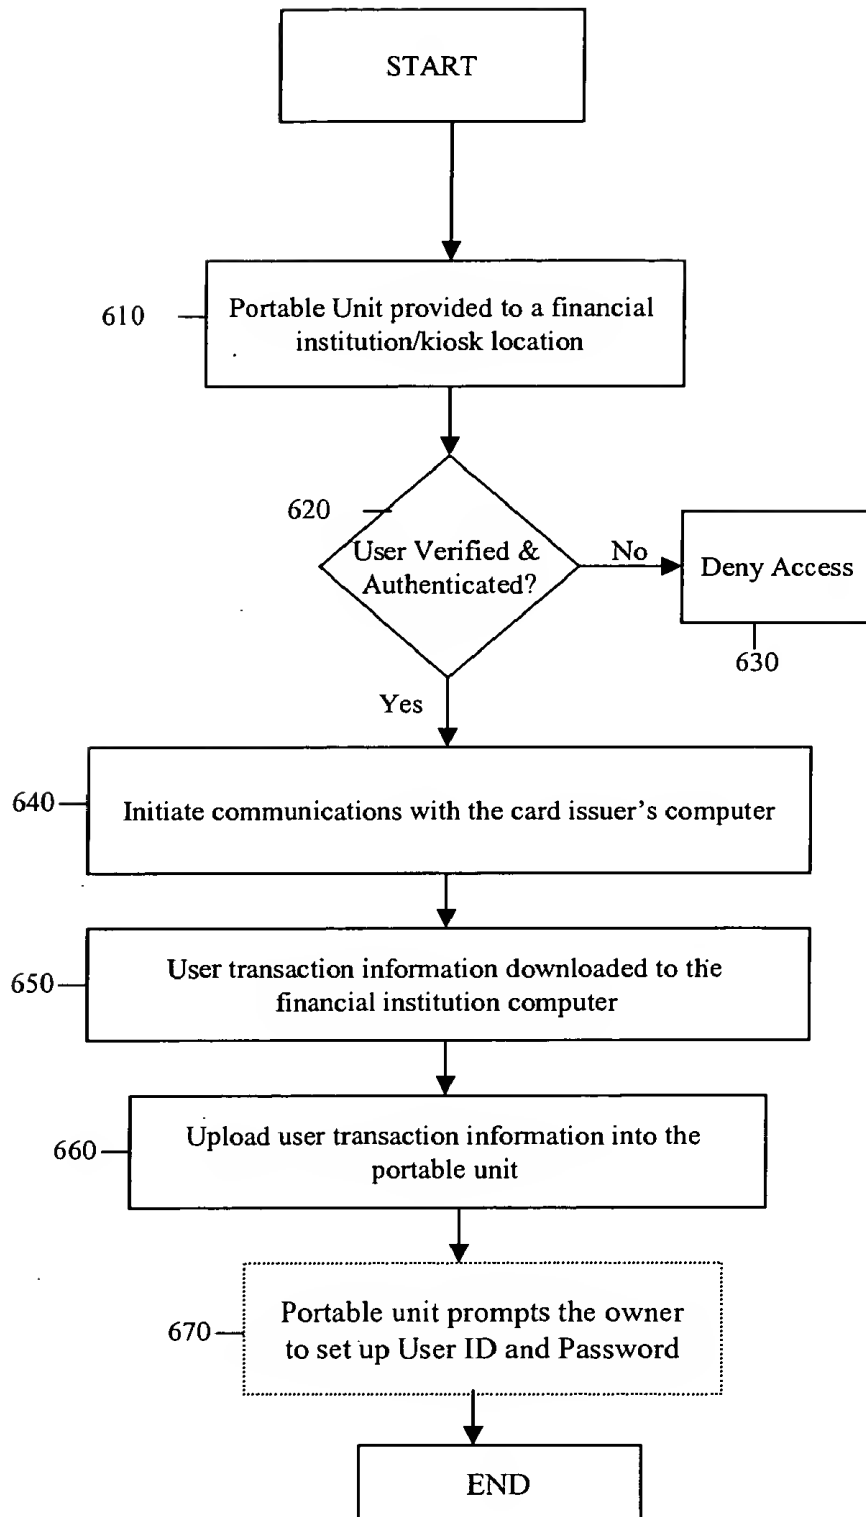 START
610
Portable Unit provided to a financial
institution/kiosk location
620
User Verified &
Authenticated?
No
Deny Access
630
Yes
640
Initiate communications with the card issuer's computer
650
User transaction information downloaded to the
financial institution computer
660
Upload user transaction information into the
portable unit
670
Portable unit prompts the owner
to set up User ID and Password
END